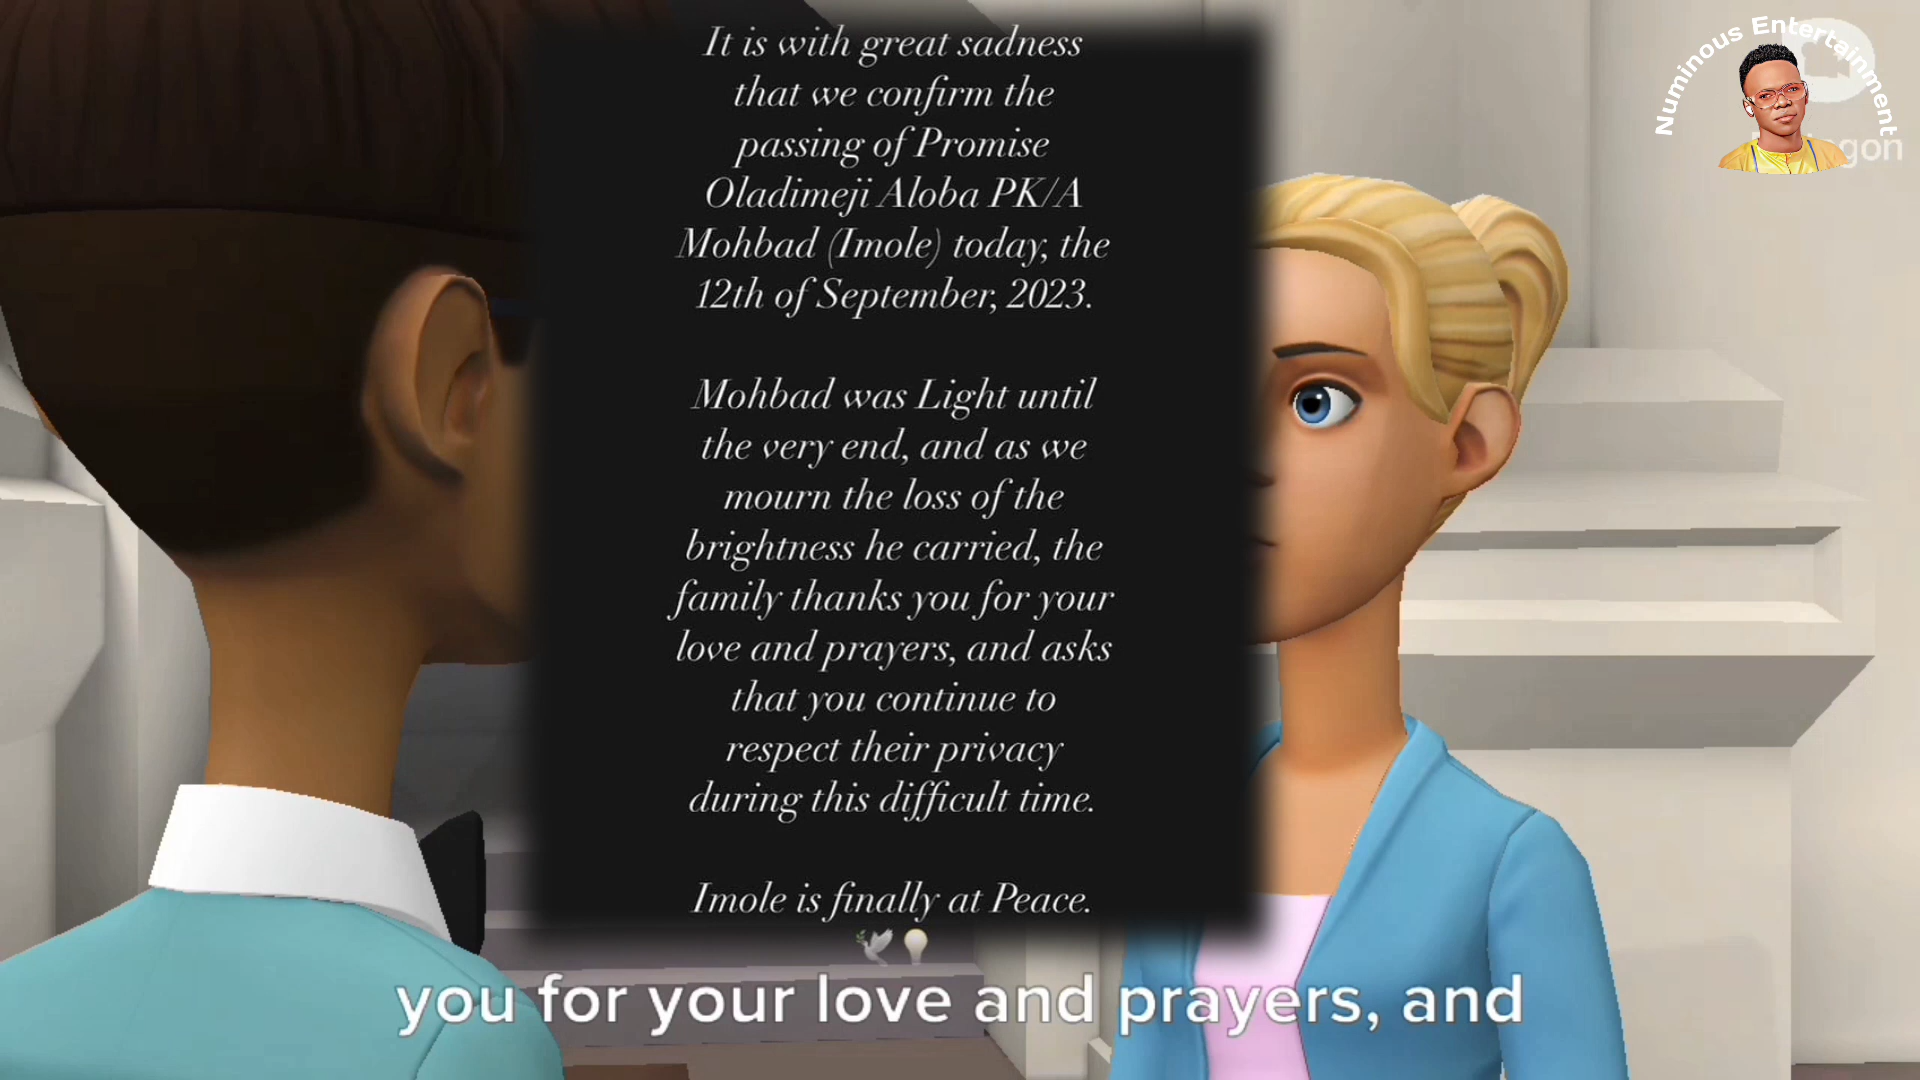 It is with great sadness
that we confirm the
passing of Promise
Oladimeji Aloba PK/A
Mohbad (Imole) today, the
12th of September, 2023.
Mohbad was Light until
the very end, and as we
mourn the loss of the
brightness he carried, the
family thanks you for your
love and prayers, and asks
that you continue to
respect their privacy
during this difficult time.
Imole is finally at Peace.
you for your love and prayers, and
Numinous Entertainment